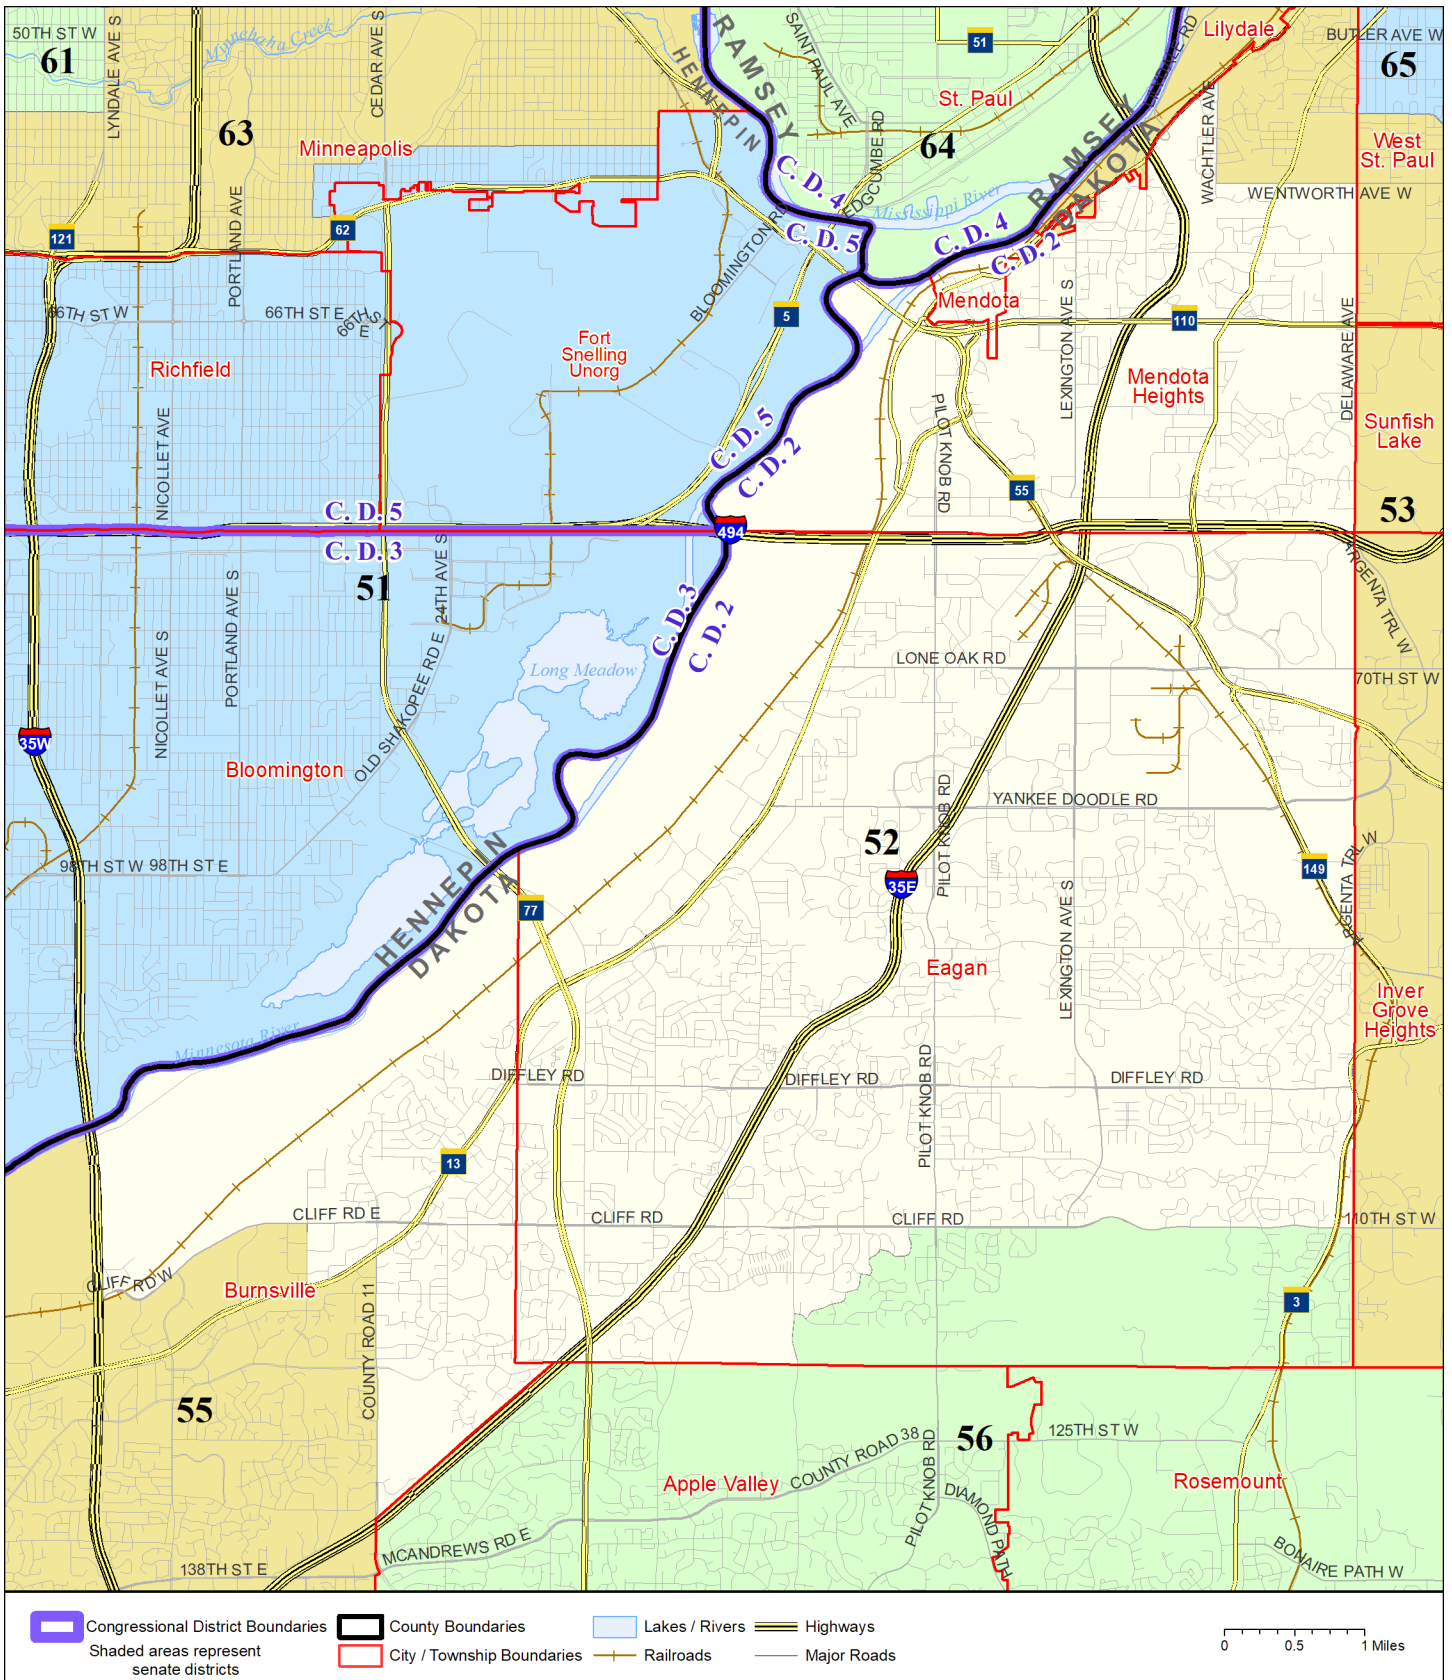 50TH ST W
61
LYNDALE AVE S
Minnehaha Creek
CEDAR AVE S
RAMSEY
HENNEPIN
SAINT PAUL AVE
51
LILYDALE RD
Lilydale
BUTLER AVE W
65
63
Minneapolis
St. Paul
EDGCUMBE RD
64
RAMSEY
DAKOTA
WACHTLER AVE
West
St. Paul
WENTWORTH AVE W
C. D. 4
C. D. 5
Mississippi River
C. D. 4
C. D. 2
121
62
PORTLAND AVE
BLOOMINGTON RD
66TH ST W
66TH ST E
66TH ST
E
5
Mendota
LEXINGTON AVE S
110
DELAWARE AVE
Richfield
Fort
Snelling
Unorg
Mendota
Heights
NICOLLET AVE
PILOT KNOB RD
Sunfish
Lake
C. D. 5
C. D. 2
55
53
C. D. 5
C. D. 3
494
51
24TH AVE S
ARGENTA TRL W
PORTLAND AVE S
NICOLLET AVE S
C. D. 3
C. D. 2
Long Meadow
LONE OAK RD
70TH ST W
OLD SHAKOPEE RD E
35W
Bloomington
PILOT KNOB RD
YANKEE DOODLE RD
52
98TH ST W
98TH ST E
HENNEPIN
DAKOTA
35E
149
ARGENTA TRL W
77
LEXINGTON AVE S
Eagan
Inver
Grove
Heights
Minnesota River
DIFFLEY RD
DIFFLEY RD
DIFFLEY RD
PILOT KNOB RD
13
CLIFF RD E
CLIFF RD
CLIFF RD
110TH ST W
CLIFF RD W
Burnsville
COUNTY ROAD 11
3
55
56
125TH ST W
PILOT KNOB RD
COUNTY ROAD 38
Apple Valley
Rosemount
DIAMOND PATH
MCANDREWS RD E
138TH ST E
BONAIRE PATH W
Congressional District Boundaries
County Boundaries
Lakes / Rivers
Highways
Shaded areas represent
senate districts
City / Township Boundaries
Railroads
Major Roads
0 0.5 1 Miles